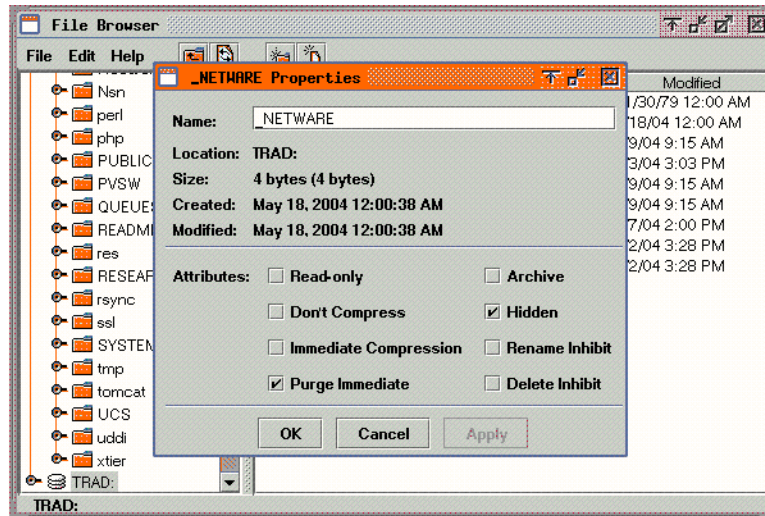 File Browser
File Edit Help
_NETWARE Properties
Modified
Nsn
perl
php
PUBLIC
PVSW
QUEUES
READM
res
RESEAR
rsync
ssl
SYSTEM
tmp
tomcat
UCS
uddi
xtier
TRAD:
Name: _NETWARE
Location: TRAD:
Size: 4 bytes (4 bytes)
Created: May 18, 2004 12:00:38 AM
Modified: May 18, 2004 12:00:38 AM
Attributes: Read-only Archive
Don't Compress Hidden
Immediate Compression Rename Inhibit
Purge Immediate Delete Inhibit
OK Cancel Apply
/30/79 12:00 AM
18/04 12:00 AM
9/04 9:15 AM
3/04 3:03 PM
9/04 9:15 AM
9/04 9:15 AM
7/04 2:00 PM
2/04 3:28 PM
2/04 3:28 PM
TRAD: